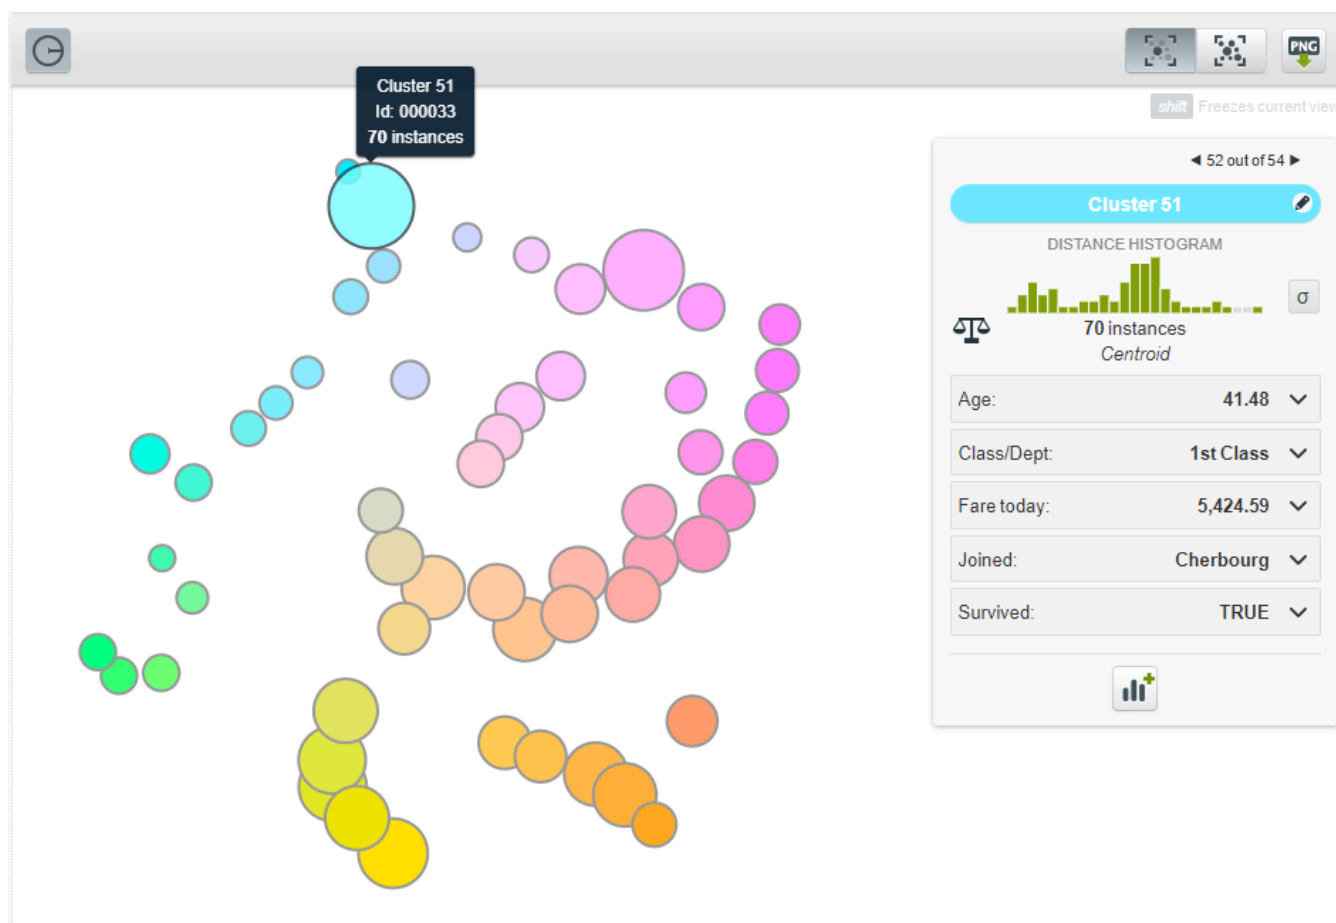 PNG
Cluster 51
Id: 000033
70 instances
shift Freezes current view
◀ 52 out of 54 ▶
Cluster 51
DISTANCE HISTOGRAM
σ
70 instances
Centroid
Age: 41.48
Class/Dept: 1st Class
Fare today: 5,424.59
Joined: Cherbourg
Survived: TRUE